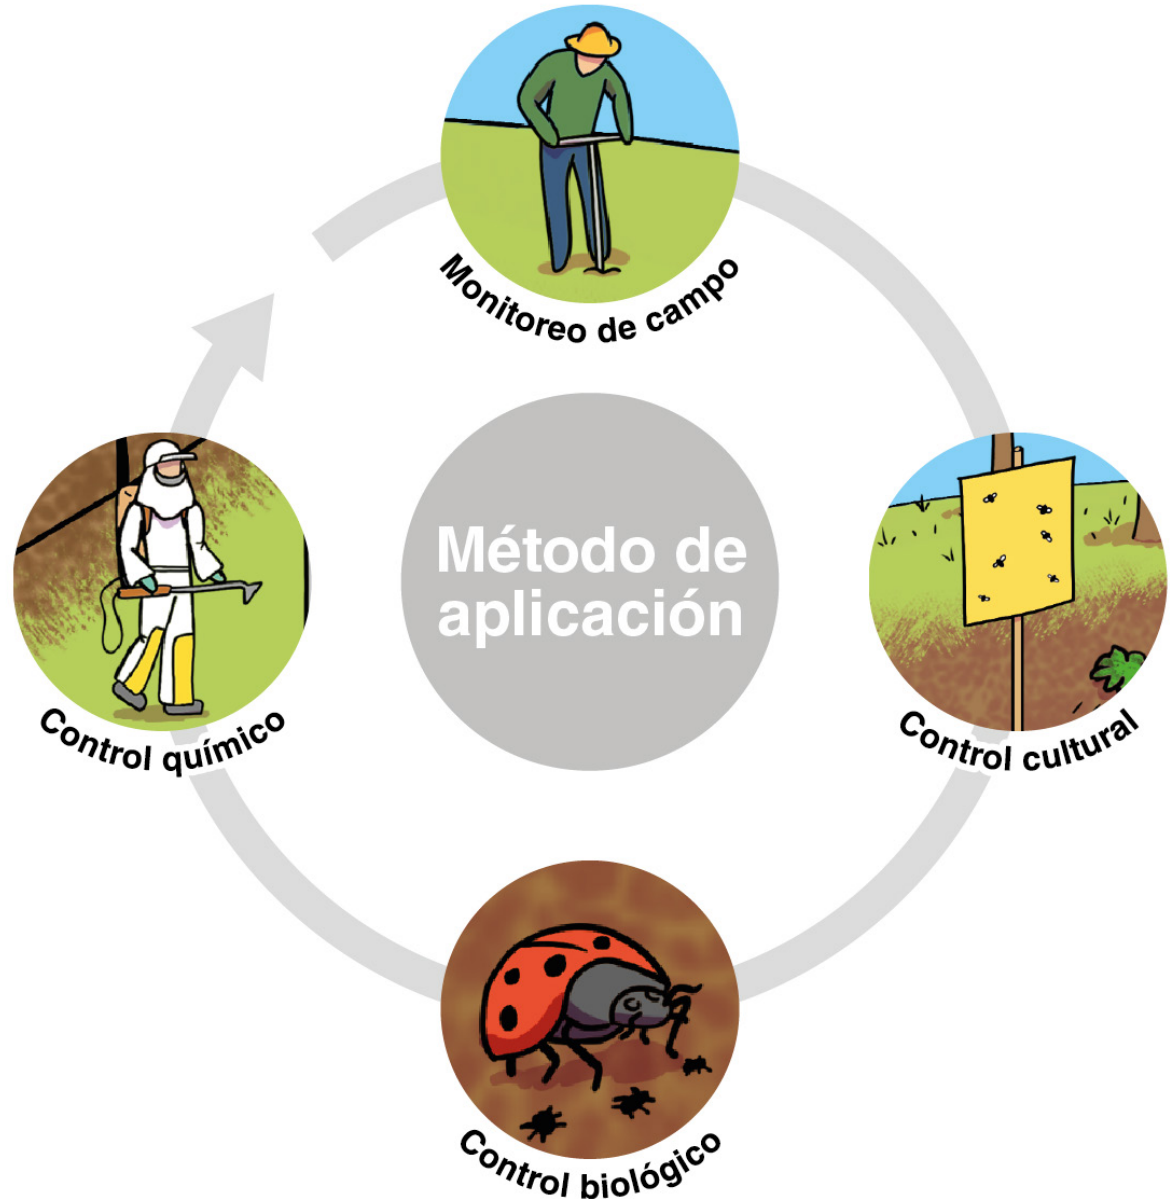 Monitoreo de campo
Método de
aplicación
Control químico
Control cultural
Control biológico